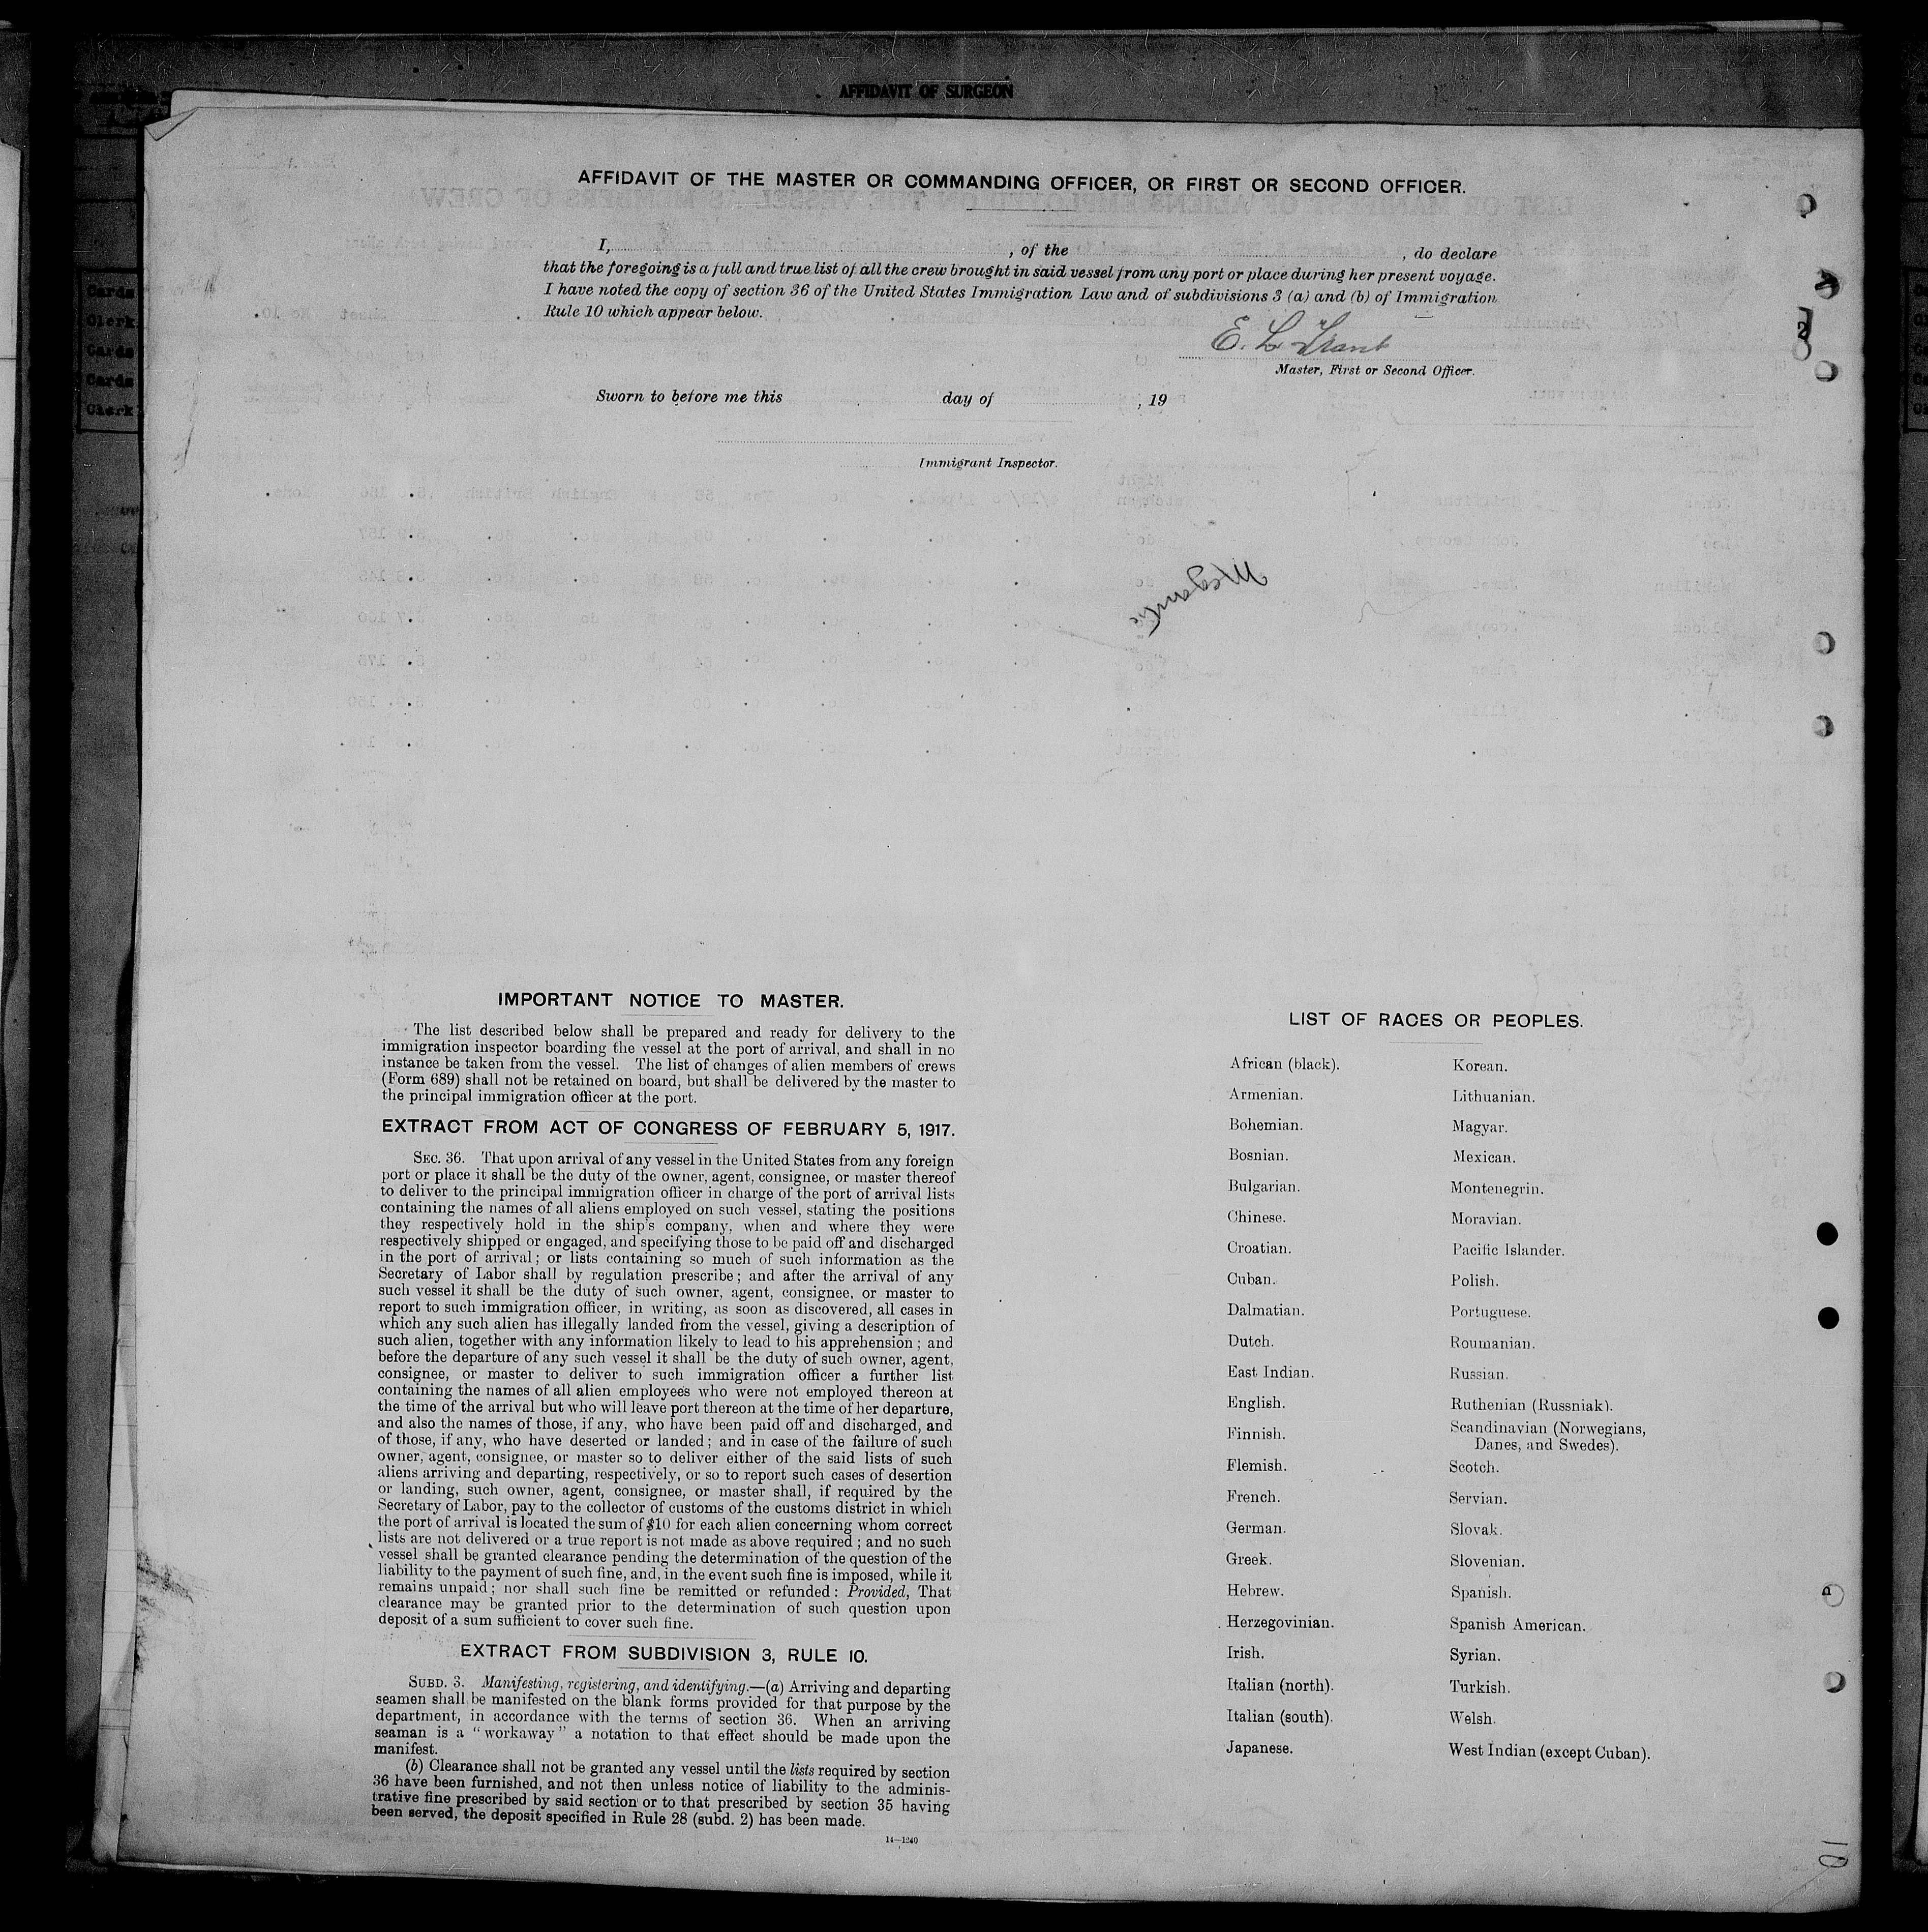 AFFIDAVIT OF SURGEON
AFFIDAVIT OF THE MASTER OR COMMANDING OFFICER, OR FIRST OR SECOND OFFICER.
I, , of the , do declare
that the foregoing is a full and true list of all the crew brought in said vessel from any port or place during her present voyage.
I have noted the copy of section 36 of the United States Immigration Law and of subdivisions 3 (a) and (b) of Immigration
Rule 10 which appear below.
E. L. Trant
Master, First or Second Officer.
Sworn to before me this day of , 19
Immigrant Inspector.
Megantic
IMPORTANT NOTICE TO MASTER.
The list described below shall be prepared and ready for delivery to the
immigration inspector boarding the vessel at the port of arrival, and shall in no
instance be taken from the vessel. The list of changes of alien members of crews
(Form 689) shall not be retained on board, but shall be delivered by the master to
the principal immigration officer at the port.
EXTRACT FROM ACT OF CONGRESS OF FEBRUARY 5, 1917.
SEC. 36. That upon arrival of any vessel in the United States from any foreign
port or place it shall be the duty of the owner, agent, consignee, or master thereof
to deliver to the principal immigration officer in charge of the port of arrival lists
containing the names of all aliens employed on such vessel, stating the positions
they respectively hold in the ship's company, when and where they were
respectively shipped or engaged, and specifying those to be paid off and discharged
in the port of arrival; or lists containing so much of such information as the
Secretary of Labor shall by regulation prescribe; and after the arrival of any
such vessel it shall be the duty of such owner, agent, consignee, or master to
report to such immigration officer, in writing, as soon as discovered, all cases in
which any such alien has illegally landed from the vessel, giving a description of
such alien, together with any information likely to lead to his apprehension; and
before the departure of any such vessel it shall be the duty of such owner, agent,
consignee, or master to deliver to such immigration officer a further list
containing the names of all alien employees who were not employed thereon at
the time of the arrival but who will leave port thereon at the time of her departure,
and also the names of those, if any, who have been paid off and discharged, and
of those, if any, who have deserted or landed; and in case of the failure of such
owner, agent, consignee, or master so to deliver either of the said lists of such
aliens arriving and departing, respectively, or so to report such cases of desertion
or landing, such owner, agent, consignee, or master shall, if required by the
Secretary of Labor, pay to the collector of customs of the customs district in which
the port of arrival is located the sum of $10 for each alien concerning whom correct
lists are not delivered or a true report is not made as above required; and no such
vessel shall be granted clearance pending the determination of the question of the
liability to the payment of such fine, and, in the event such fine is imposed, while it
remains unpaid; nor shall such fine be remitted or refunded: Provided, That
clearance may be granted prior to the determination of such question upon
deposit of a sum sufficient to cover such fine.
EXTRACT FROM SUBDIVISION 3, RULE 10.
SUBD. 3. Manifesting, registering, and identifying.—(a) Arriving and departing
seamen shall be manifested on the blank forms provided for that purpose by the
department, in accordance with the terms of section 36. When an arriving
seaman is a "workaway" a notation to that effect should be made upon the
manifest.
(b) Clearance shall not be granted any vessel until the lists required by section
36 have been furnished, and not then unless notice of liability to the adminis-
trative fine prescribed by said section or to that prescribed by section 35 having
been served, the deposit specified in Rule 28 (subd. 2) has been made.
14—1240
LIST OF RACES OR PEOPLES.
African (black).
Armenian.
Bohemian.
Bosnian.
Bulgarian.
Chinese.
Croatian.
Cuban.
Dalmatian.
Dutch.
East Indian.
English.
Finnish.
Flemish.
French.
German.
Greek.
Hebrew.
Herzegovinian.
Irish.
Italian (north).
Italian (south).
Japanese.
Korean.
Lithuanian.
Magyar.
Mexican.
Montenegrin.
Moravian.
Pacific Islander.
Polish.
Portuguese.
Roumanian.
Russian.
Ruthenian (Russniak).
Scandinavian (Norwegians,
Danes, and Swedes).
Scotch.
Servian.
Slovak.
Slovenian.
Spanish.
Spanish American.
Syrian.
Turkish.
Welsh.
West Indian (except Cuban).
Cards
Clerk
Cards
Cards
Clerk
10